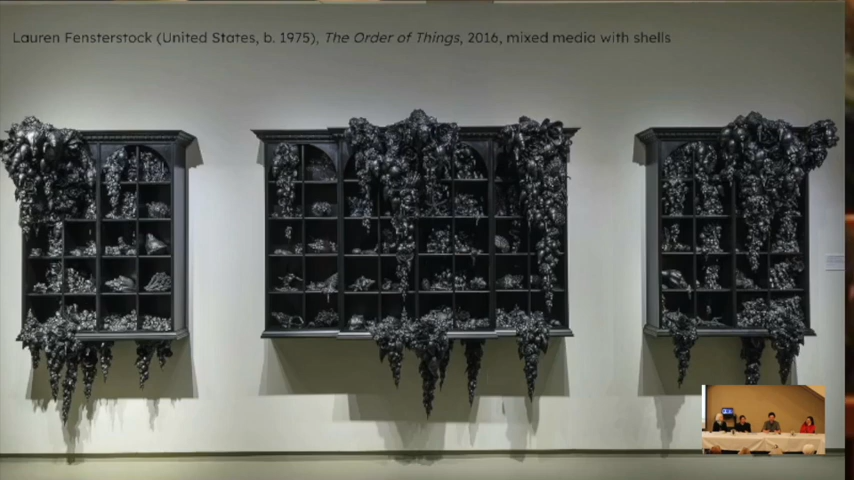 Lauren Fensterstock (United States, b. 1975), The Order of Things, 2016, mixed media with shells